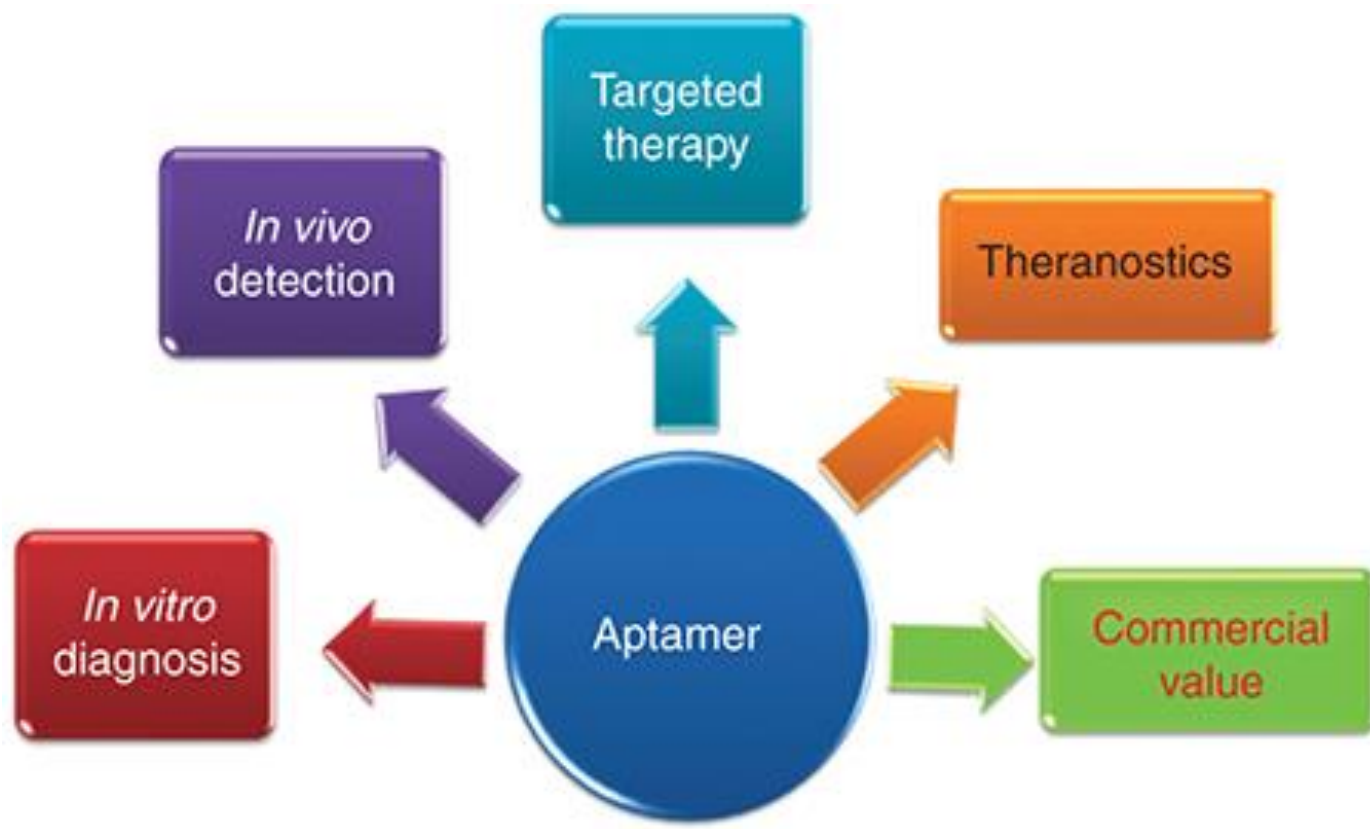 Targeted
therapy
In vivo
detection
Theranostics
In vitro
diagnosis
Aptamer
Commercial
value